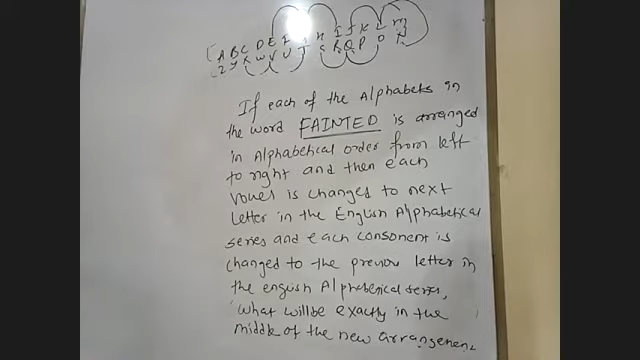 A B C D E F G H I J K L M
Z Y X W V U T S R Q P O N
If each of the Alphabets in
the word FAINTED is arranged
in Alphabetical order from left
to right and then each
vowel is changed to next
letter in the English Alphabetical
series and each consonent is
changed to the previou letter in
the english Alphabetical series,
what will be exactly in the
middle of the new arrangement.